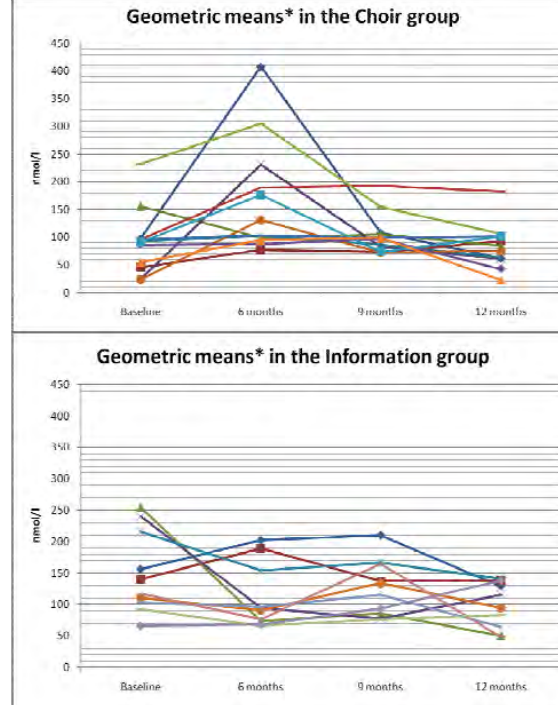 Geometric means* in the Choir group
450
400
350
300
250
200
150
100
50
0
nmol/l
Baseline
6 months
9 months
12 months
Geometric means* in the Information group
450
400
350
300
250
200
150
100
50
0
nmol/l
Baseline
6 months
9 months
12 months